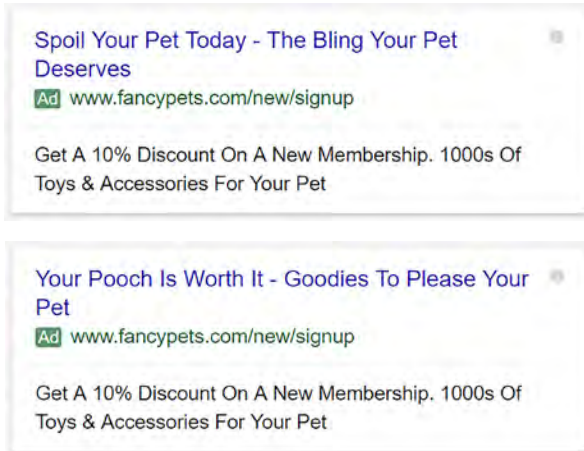 Spoil Your Pet Today - The Bling Your Pet
Deserves
Ad www.fancypets.com/new/signup
Get A 10% Discount On A New Membership. 1000s Of
Toys & Accessories For Your Pet
Your Pooch Is Worth It - Goodies To Please Your
Pet
Ad www.fancypets.com/new/signup
Get A 10% Discount On A New Membership. 1000s Of
Toys & Accessories For Your Pet